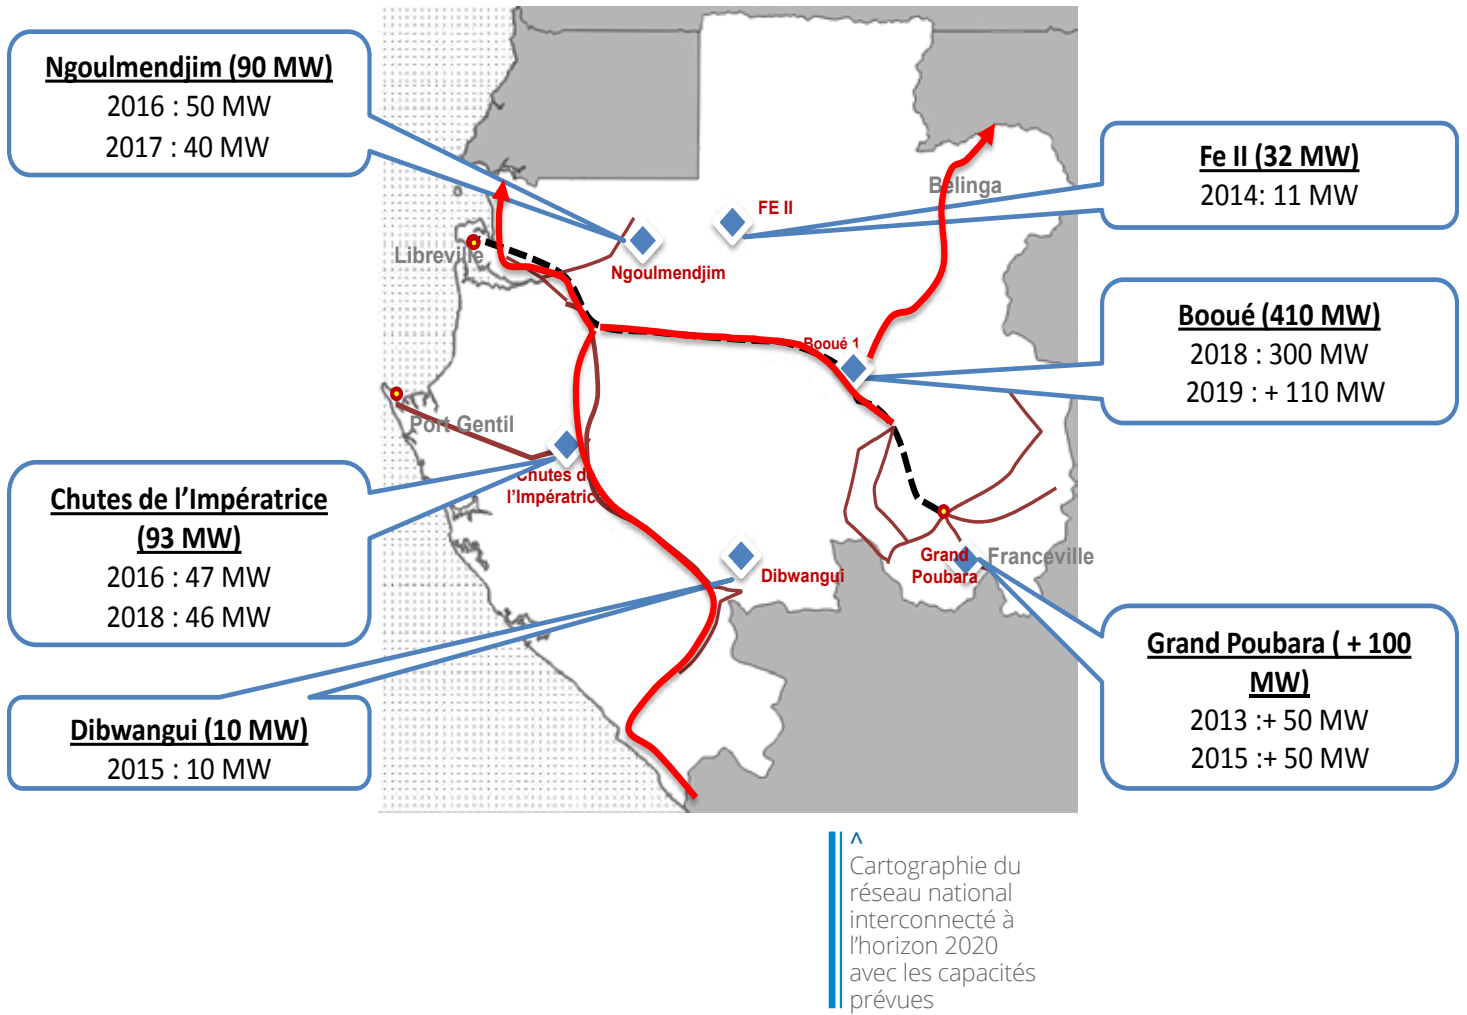 Ngoulmendjim (90 MW)
2016 : 50 MW
2017 : 40 MW
Fe II (32 MW)
2014: 11 MW
Booué (410 MW)
2018 : 300 MW
2019 : + 110 MW
Chutes de l’Impératrice
(93 MW)
2016 : 47 MW
2018 : 46 MW
Dibwangui (10 MW)
2015 : 10 MW
Grand Poubara ( + 100
MW)
2013 :+ 50 MW
2015 :+ 50 MW
Belinga
FE II
Libreville
Ngoulmendjim
Booué 1
Port Gentil
Chutes de
l’Impératrice
Dibwangui
Grand
Poubara
Franceville
^
Cartographie du
réseau national
interconnecté à
l’horizon 2020
avec les capacités
prévues